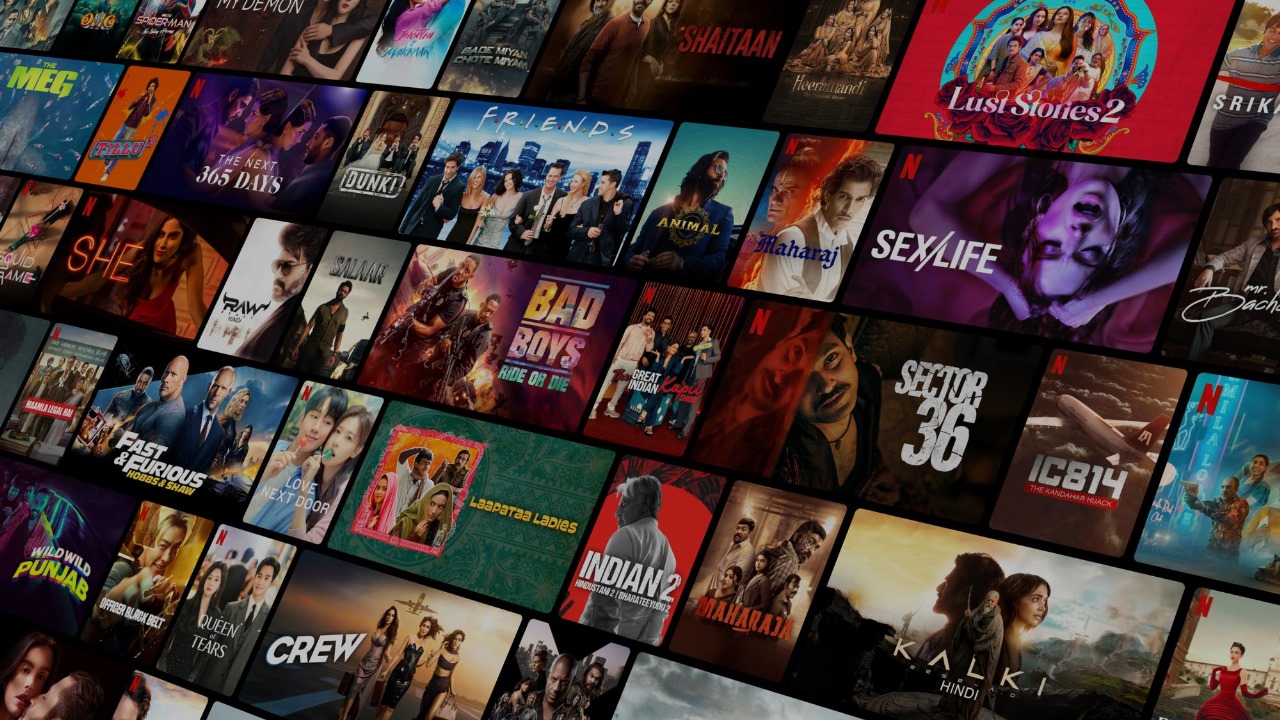 OMG
SPIDER-MAN
MY DEMON
BADE MIYAN
CHOTE MIYAN
SHAITAAN
Heeramandi
Lust Stories 2
SRIK
THE
MEG
TILLU
THE NEXT
365 DAYS
DUNKI
FRIENDS
ANIMAL
Maharaj
SEX/LIFE
mr.
Bach
SQUID
GAME
SHE
RAW
HINDI
SALAAR
BAD
BOYS
RIDE OR DIE
The GREAT
INDIAN Kapil
SHOW
SECTOR
36
IC814
THE KANDAHAR HIJACK
MAAMLA LEGAL HAI
FAST
& FURIOUS
HOBBS & SHAW
LOVE
NEXT DOOR
LAAPATAA LADIES
INDIAN 2
HINDUSTANI 2 / BHARATEEYUDU 2
MAHARAJA
KALKI
HINDI
WILD WILD
PUNJAB
OFFICER BLACK BELT
QUEEN
OF
TEARS
CREW